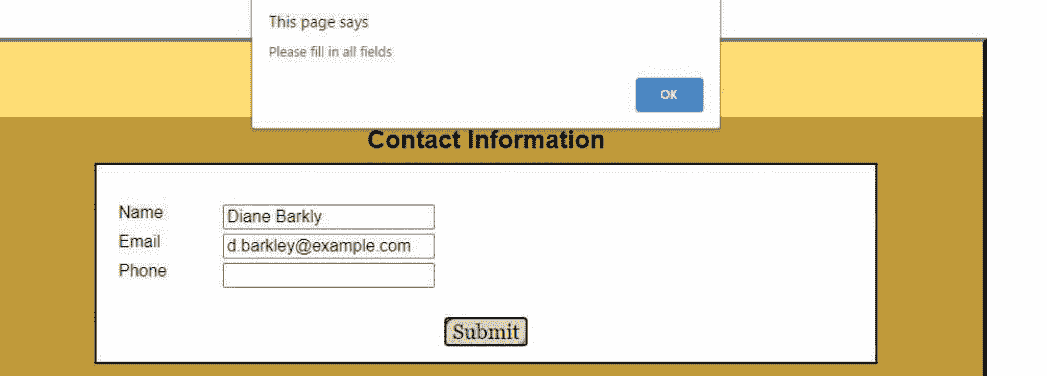 This page says
Please fill in all fields
OK
Contact Information
Name Diane Barkly
Email d.barkley@example.com
Phone
Submit